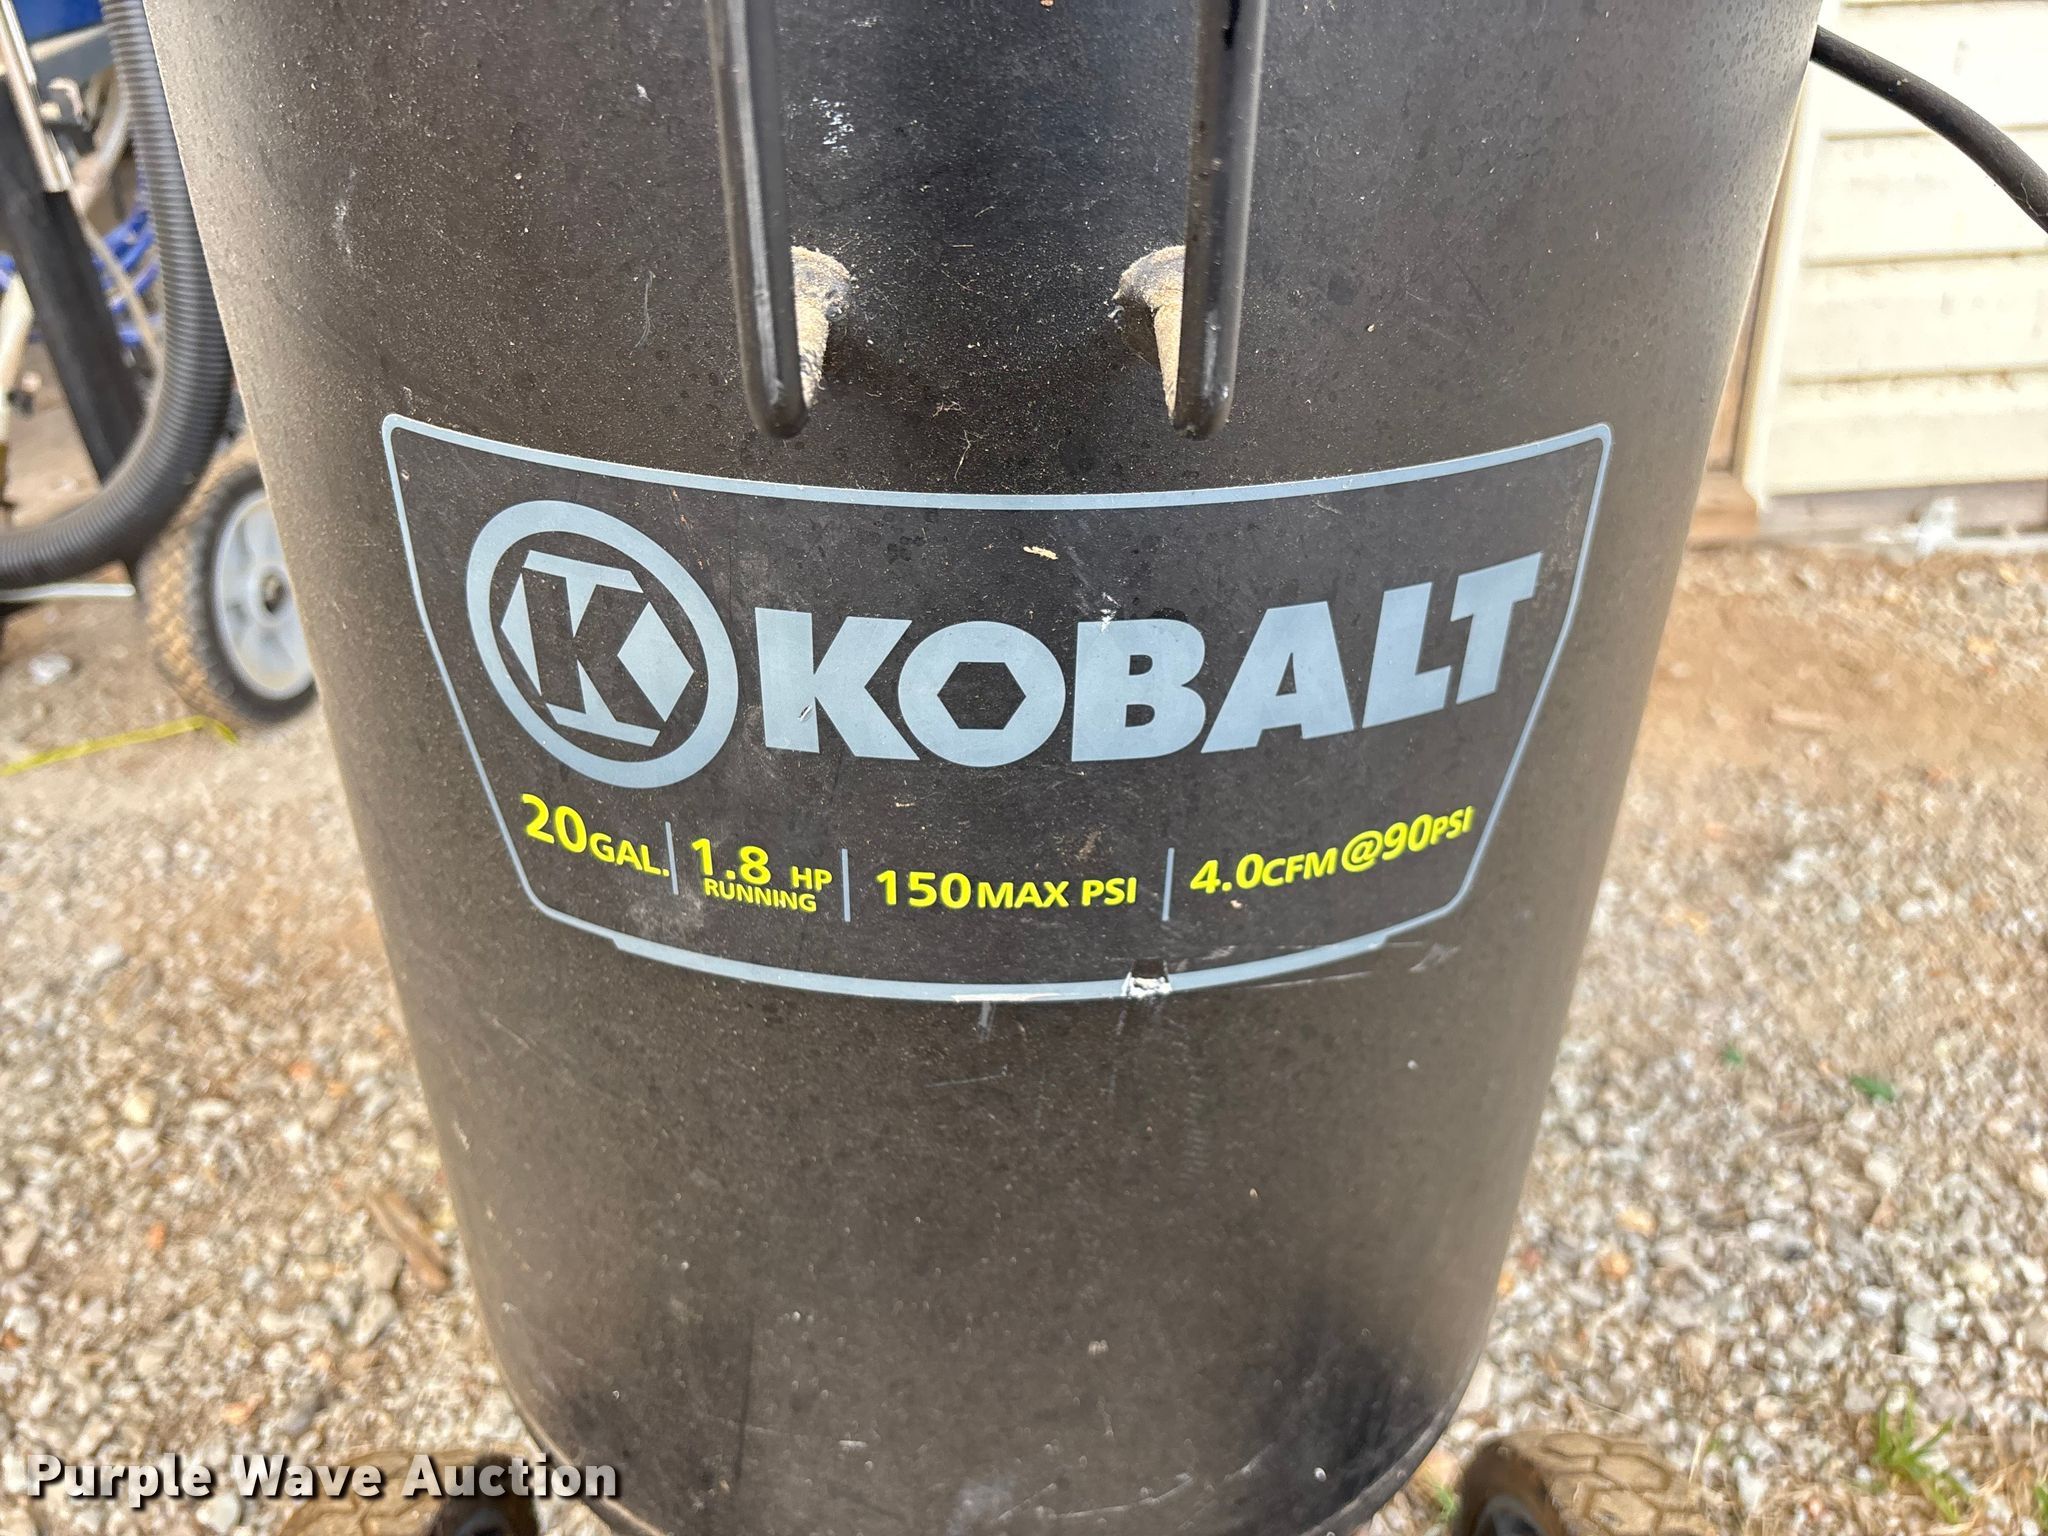 K KOBALT
20GAL. 1.8 HP RUNNING 150MAX PSI 4.0CFM@90PSI
Purple Wave Auction